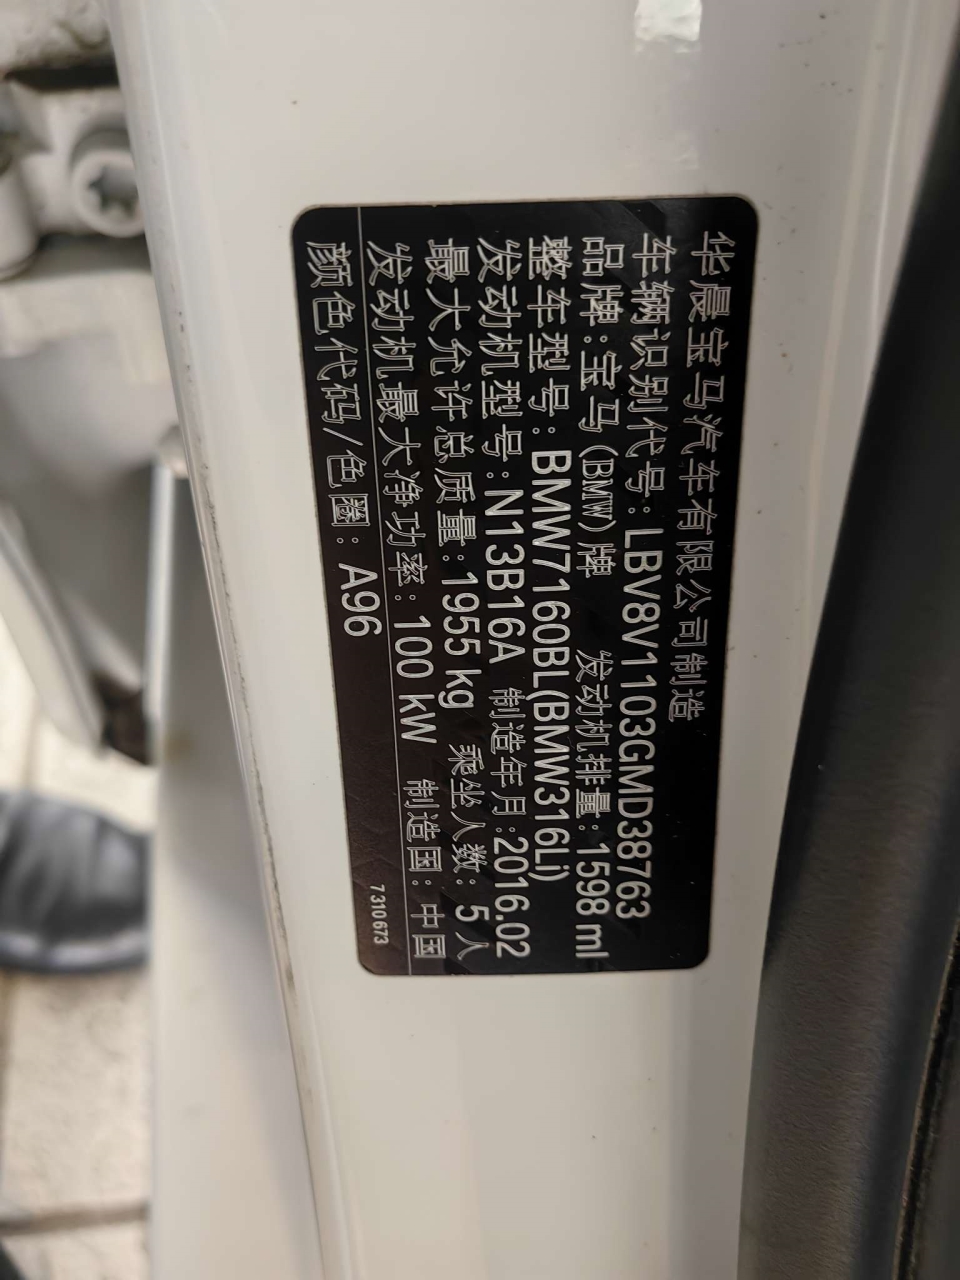 华晨宝马汽车有限公司制造
车辆识别代号:LBV8V1103GMD38763
品牌:宝马(BMW)牌 发动机排量:1598 ml
整车型号:BMW7160BL(BMW316Li)
发动机型号:N13B16A 制造年月:2016.02
最大允许总质量:1955 kg 乘坐人数:5人
发动机最大净功率:100 kW 制造国:中国
颜色代码/色圈:A96 7310673